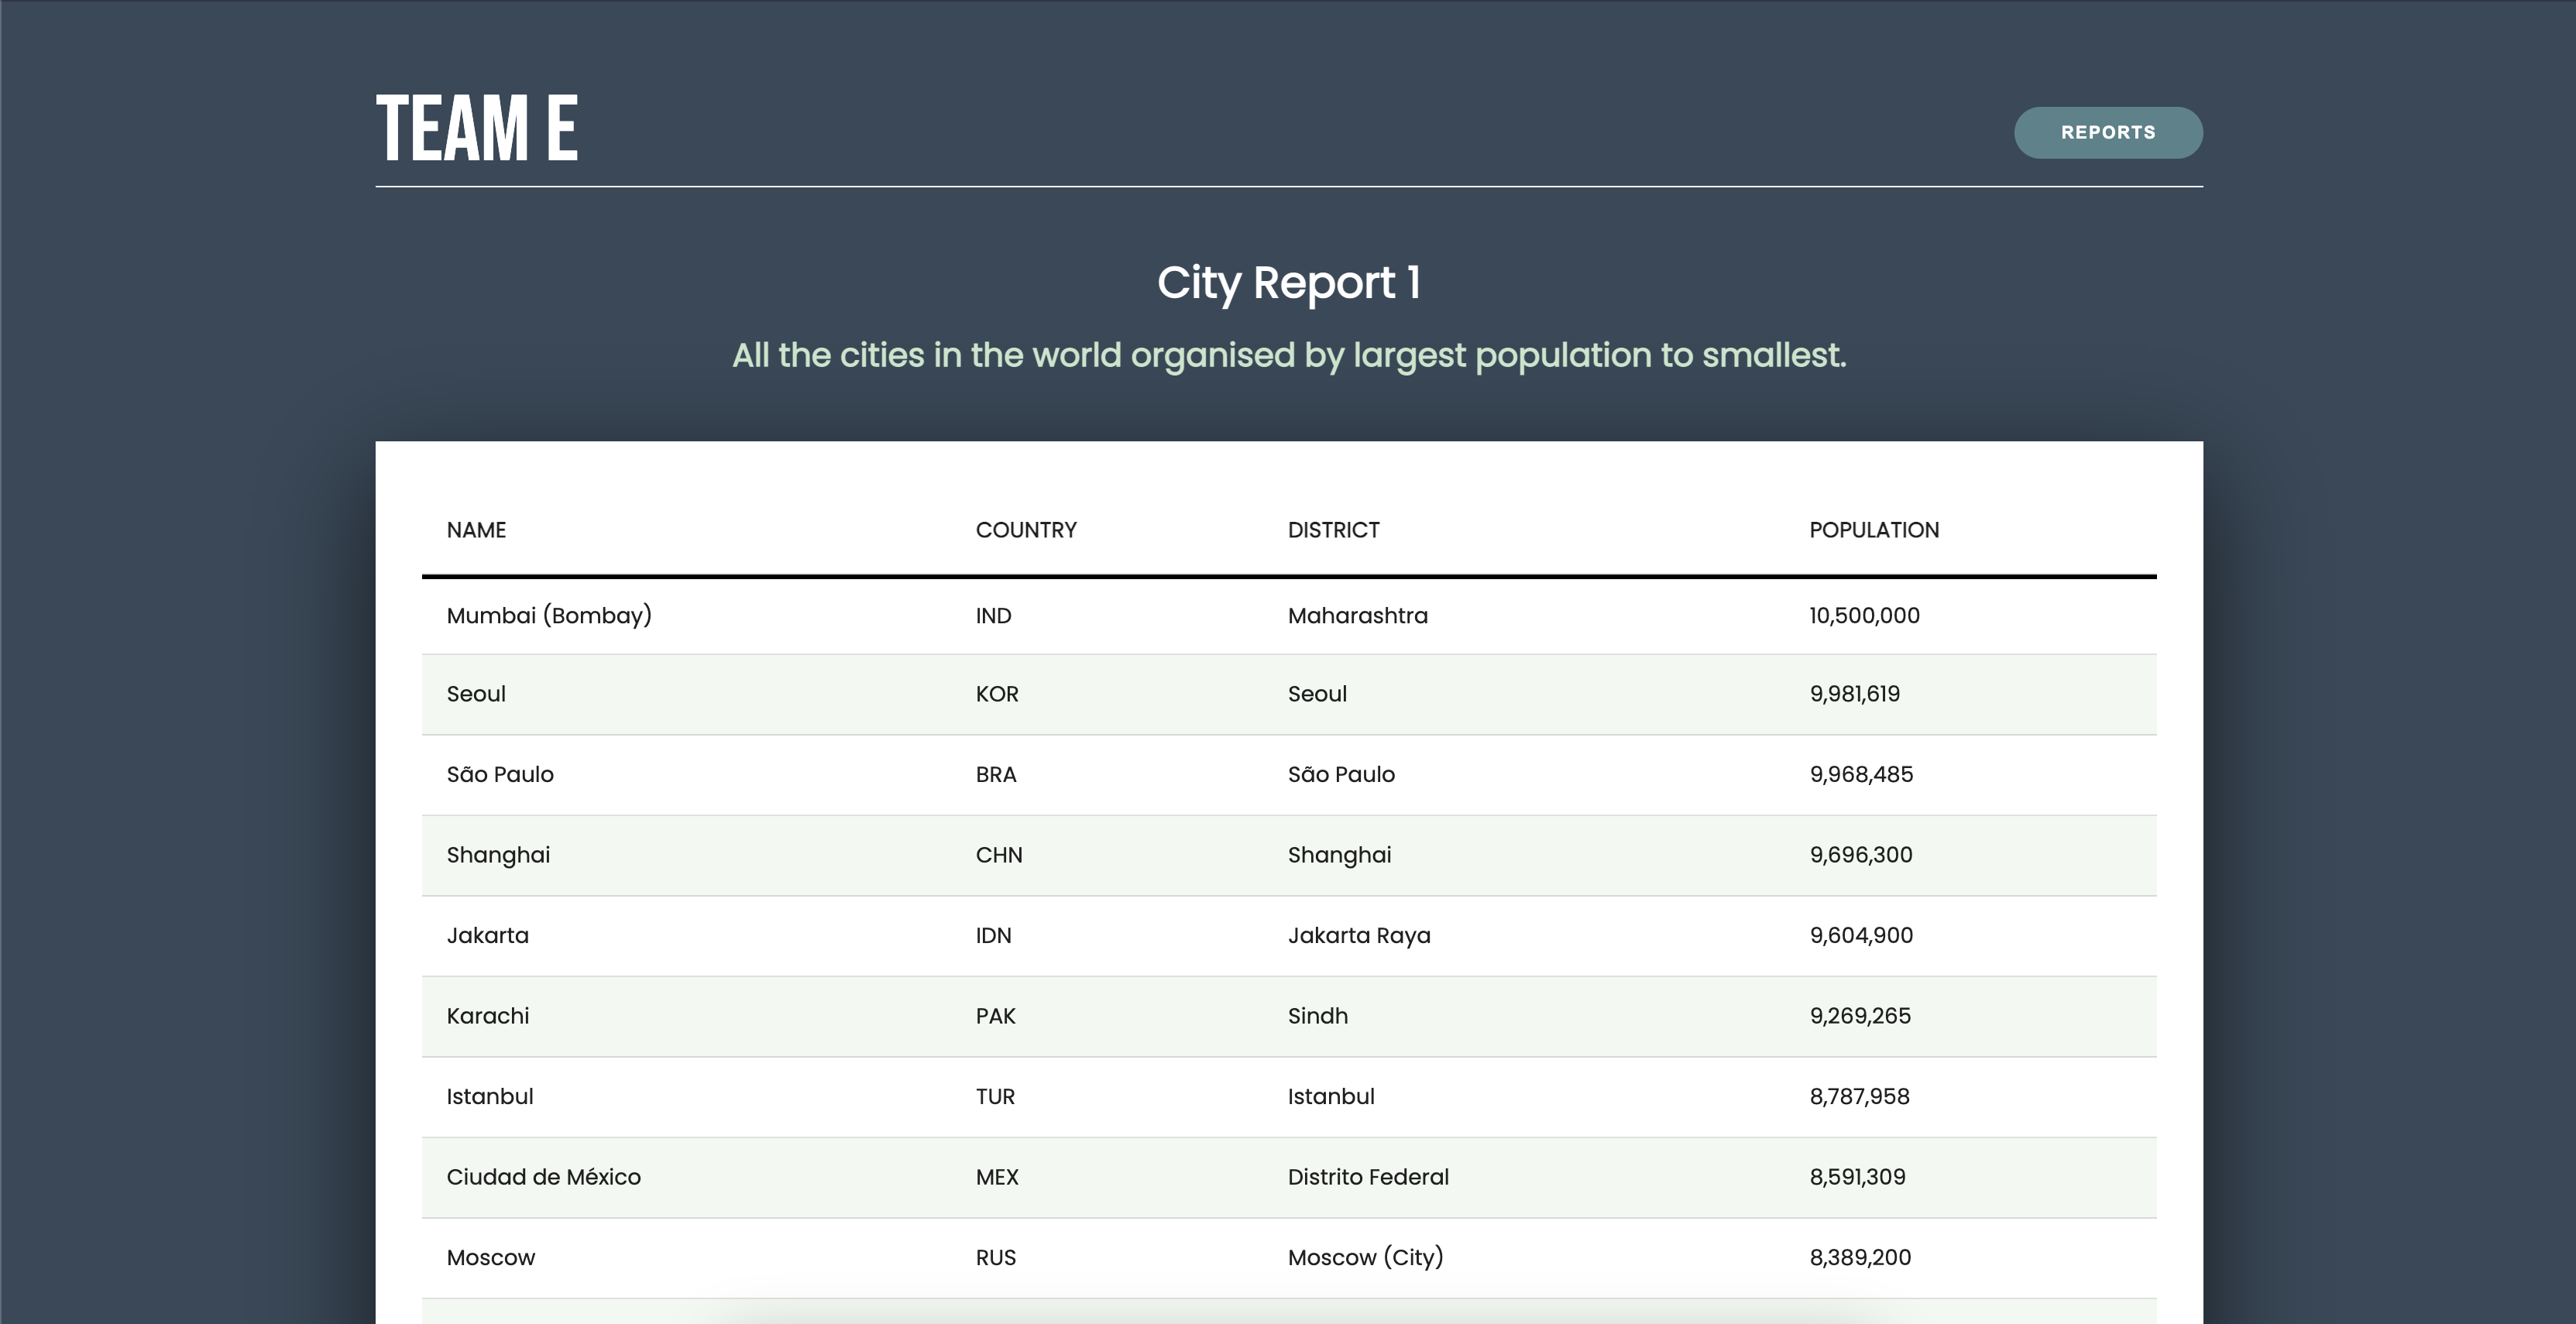 TEAM E
REPORTS
City Report 1
All the cities in the world organised by largest population to smallest.
NAME COUNTRY DISTRICT POPULATION
Mumbai (Bombay) IND Maharashtra 10,500,000
Seoul KOR Seoul 9,981,619
São Paulo BRA São Paulo 9,968,485
Shanghai CHN Shanghai 9,696,300
Jakarta IDN Jakarta Raya 9,604,900
Karachi PAK Sindh 9,269,265
Istanbul TUR Istanbul 8,787,958
Ciudad de México MEX Distrito Federal 8,591,309
Moscow RUS Moscow (City) 8,389,200